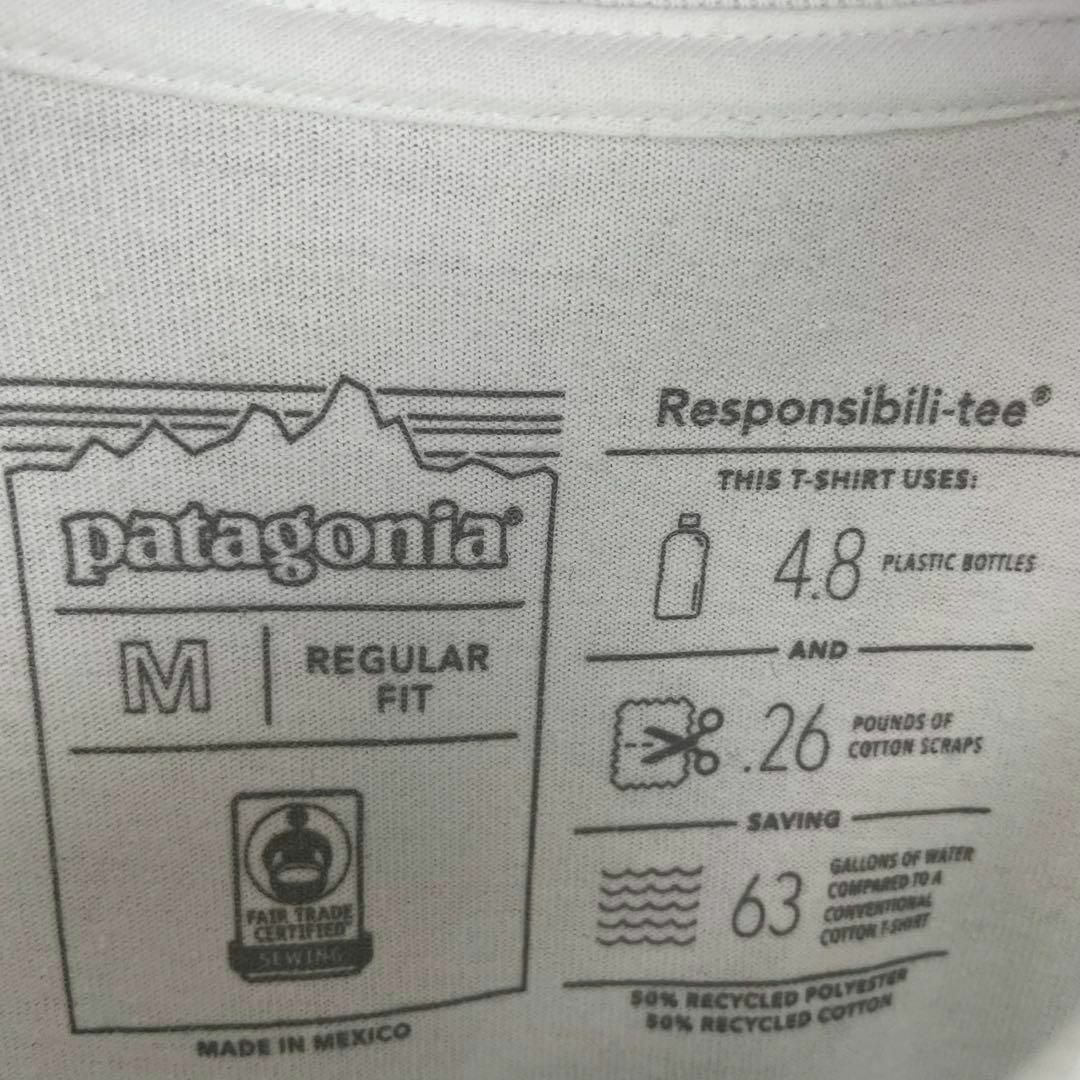 patagonia®
M
REGULAR
FIT
FAIR TRADE
CERTIFIED
SEWING
MADE IN MEXICO
Responsibili-tee®
THIS T-SHIRT USES:
4.8 PLASTIC BOTTLES
AND
.26 POUNDS OF
COTTON SCRAPS
SAVING
63 GALLONS OF WATER
COMPARED TO A
CONVENTIONAL
COTTON T-SHIRT
50% RECYCLED POLYESTER
50% RECYCLED COTTON